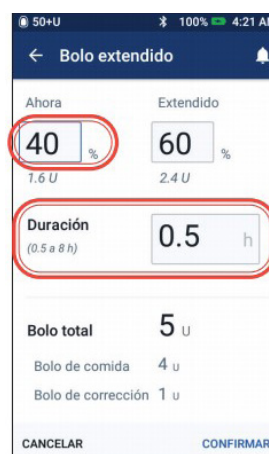 50+U 100% 4:21 AM
Bolo extendido
Ahora Extendido
40 % 60 %
1.6 U 2.4 U
Duración
(0.5 a 8 h)
0.5 h
Bolo total 5 U
Bolo de comida 4 U
Bolo de corrección 1 U
CANCELAR CONFIRMAR